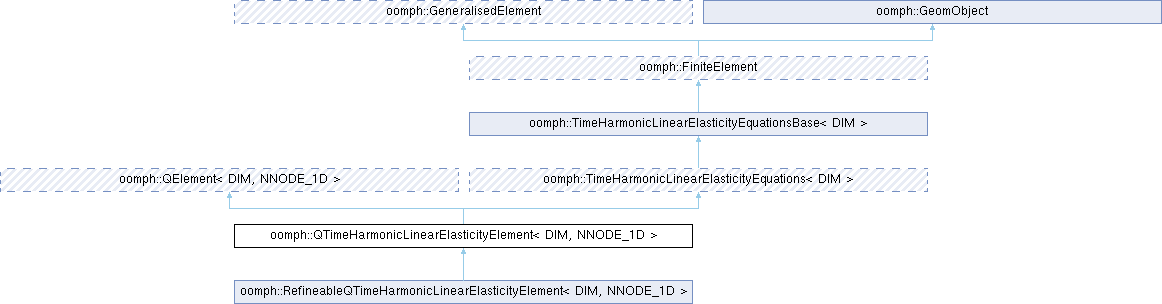 oomph::GeneralisedElement
oomph::GeomObject
oomph::FiniteElement
oomph::TimeHarmonicLinearElasticityEquationsBase< DIM >
oomph::QElement< DIM, NNODE_1D >
oomph::TimeHarmonicLinearElasticityEquations< DIM >
oomph::QTimeHarmonicLinearElasticityElement< DIM, NNODE_1D >
oomph::RefineableQTimeHarmonicLinearElasticityElement< DIM, NNODE_1D >